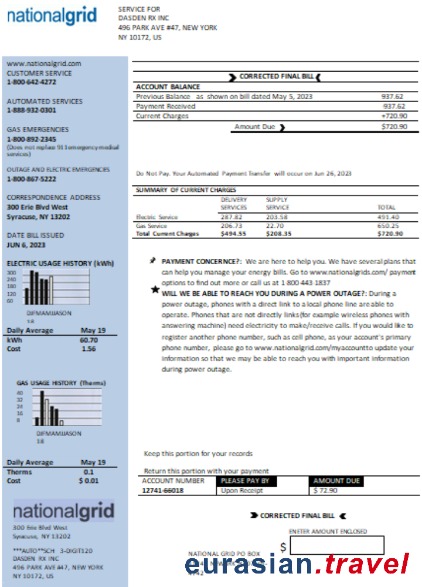 nationalgrid
SERVICE FOR
DASDEN RX INC
496 PARK AVE #47, NEW YORK
NY 10172, US
www.nationalgrid.com
CUSTOMER SERVICE
1-800-642-4272
AUTOMATED SERVICES
1-888-932-0301
GAS EMERGENCIES
1-800-892-2345
(Does not replace 911 emergency medical
services)
OUTAGE AND ELECTRIC EMERGENCIES
1-800-867-5222
CORRESPONDENCE ADDRESS
300 Erie Blvd West
Syracuse, NY 13202
DATE BILL ISSUED
JUN 6, 2023
ELECTRIC USAGE HISTORY (kWh)
300
240
180
120
60
DJFMAMJJASON
18
Daily Average May 19
kWh 60.70
Cost 1.56
GAS USAGE HISTORY (Therms)
40
32
24
16
8
DJFMAMJJASON
18
Daily Average May 19
Therms 0.1
Cost $ 0.01
CORRECTED FINAL BILL
ACCOUNT BALANCE
Previous Balance as shown on bill dated May 5, 2023 937.62
Payment Received 937.62
Current Charges +720.90
Amount Due $720.90
Do Not Pay. Your Automated Payment Transfer will occur on Jun 26, 2023
SUMMARY OF CURRENT CHARGES
DELIVERY SERVICES SUPPLY SERVICE TOTAL
Electric Service 287.82 203.58 491.40
Gas Service 206.73 22.70 650.25
Total Current Charges $494.55 $208.35 $720.90
PAYMENT CONCERNCE?: We are here to help you. We have several plans that
can help you manage your energy bills. Go to www.nationalgrids.com/ payment
options to find out more or call us at 1-800 443-1837
WILL WE BE ABLE TO REACH YOU DURING A POWER OUTAGE?: During a
power outage, phones with a direct link to a local phone line are able to
operate. Phones that are not directly links(for example wireless phones with
answering machine) need electricity to make/receive calls. If you would like to
register another phone number, such as cell phone, as your account's primary
phone number, please go to www.nationalgrid.com/myaccountto update your
information so that we may be able to reach you with important information
during power outage.
Keep this portion for your records
Return this portion with your payment
ACCOUNT NUMBER PLEASE PAY BY AMOUNT DUE
12741-66018 Upon Receipt $ 72.90
nationalgrid
300 Erie Blvd West
Syracuse, NY 13202
***AUTO**SCH 3-DIGIT120
DASDEN RX INC
496 PARK AVE #47, NEW YORK
NY 10172, US
CORRECTED FINAL BILL
ENETER AMOUNT ENCLOSED
$
NATIONAL GRID PO BOX
eurasian.travel